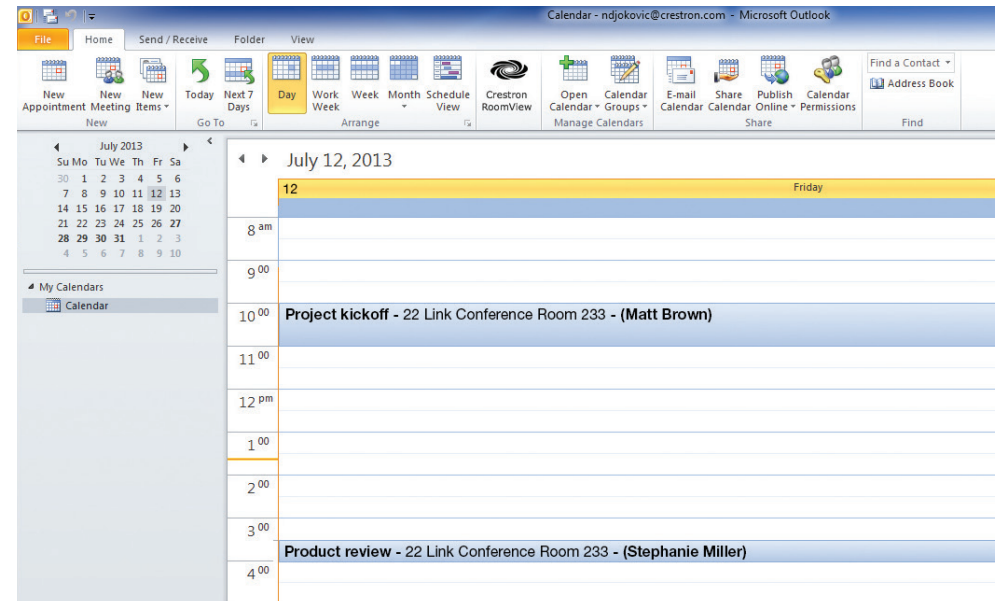 Calendar - ndjokovic@crestron.com - Microsoft Outlook
File Home Send / Receive Folder View
New Appointment
New Meeting
New Items
Today
Next 7 Days
Day
Work Week
Week
Month
Schedule View
Crestron RoomView
Open Calendar
Calendar Groups
E-mail Calendar
Share Calendar
Publish Online
Calendar Permissions
Find a Contact
Address Book
New Go To Arrange Manage Calendars Share Find
July 2013
Su Mo Tu We Th Fr Sa
30 1 2 3 4 5 6
7 8 9 10 11 12 13
14 15 16 17 18 19 20
21 22 23 24 25 26 27
28 29 30 31 1 2 3
4 5 6 7 8 9 10
My Calendars
Calendar
July 12, 2013
12 Friday
8 am
9 00
10 00 Project kickoff - 22 Link Conference Room 233 - (Matt Brown)
11 00
12 pm
1 00
2 00
3 00
Product review - 22 Link Conference Room 233 - (Stephanie Miller)
4 00